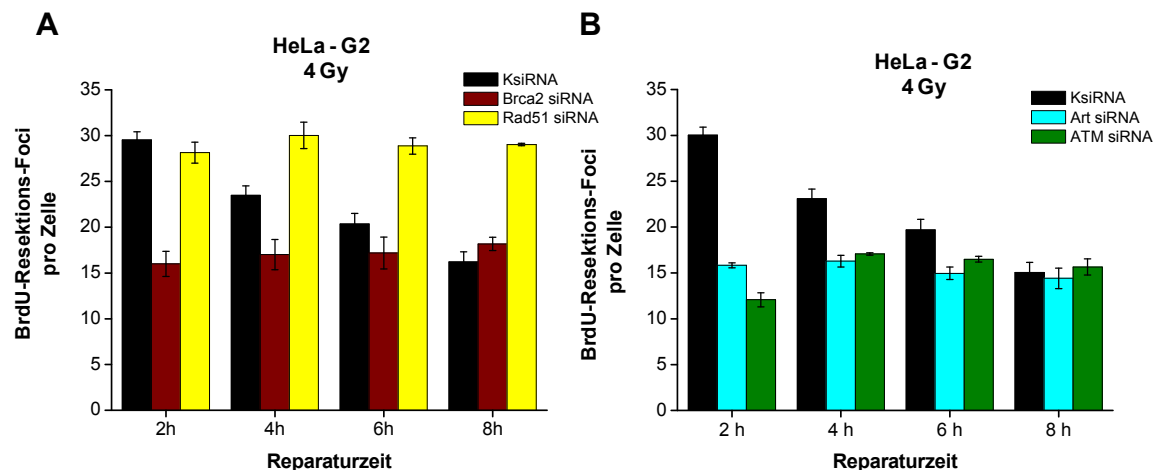 A
HeLa - G2
4 Gy
KsiRNA
Brca2 siRNA
Rad51 siRNA
BrdU-Resektions-Foci
pro Zelle
35
30
25
20
15
10
5
0
2h
4h
6h
8h
Reparaturzeit
B
HeLa - G2
4 Gy
KsiRNA
Art siRNA
ATM siRNA
BrdU-Resektions-Foci
pro Zelle
35
30
25
20
15
10
5
0
2 h
4 h
6 h
8 h
Reparaturzeit